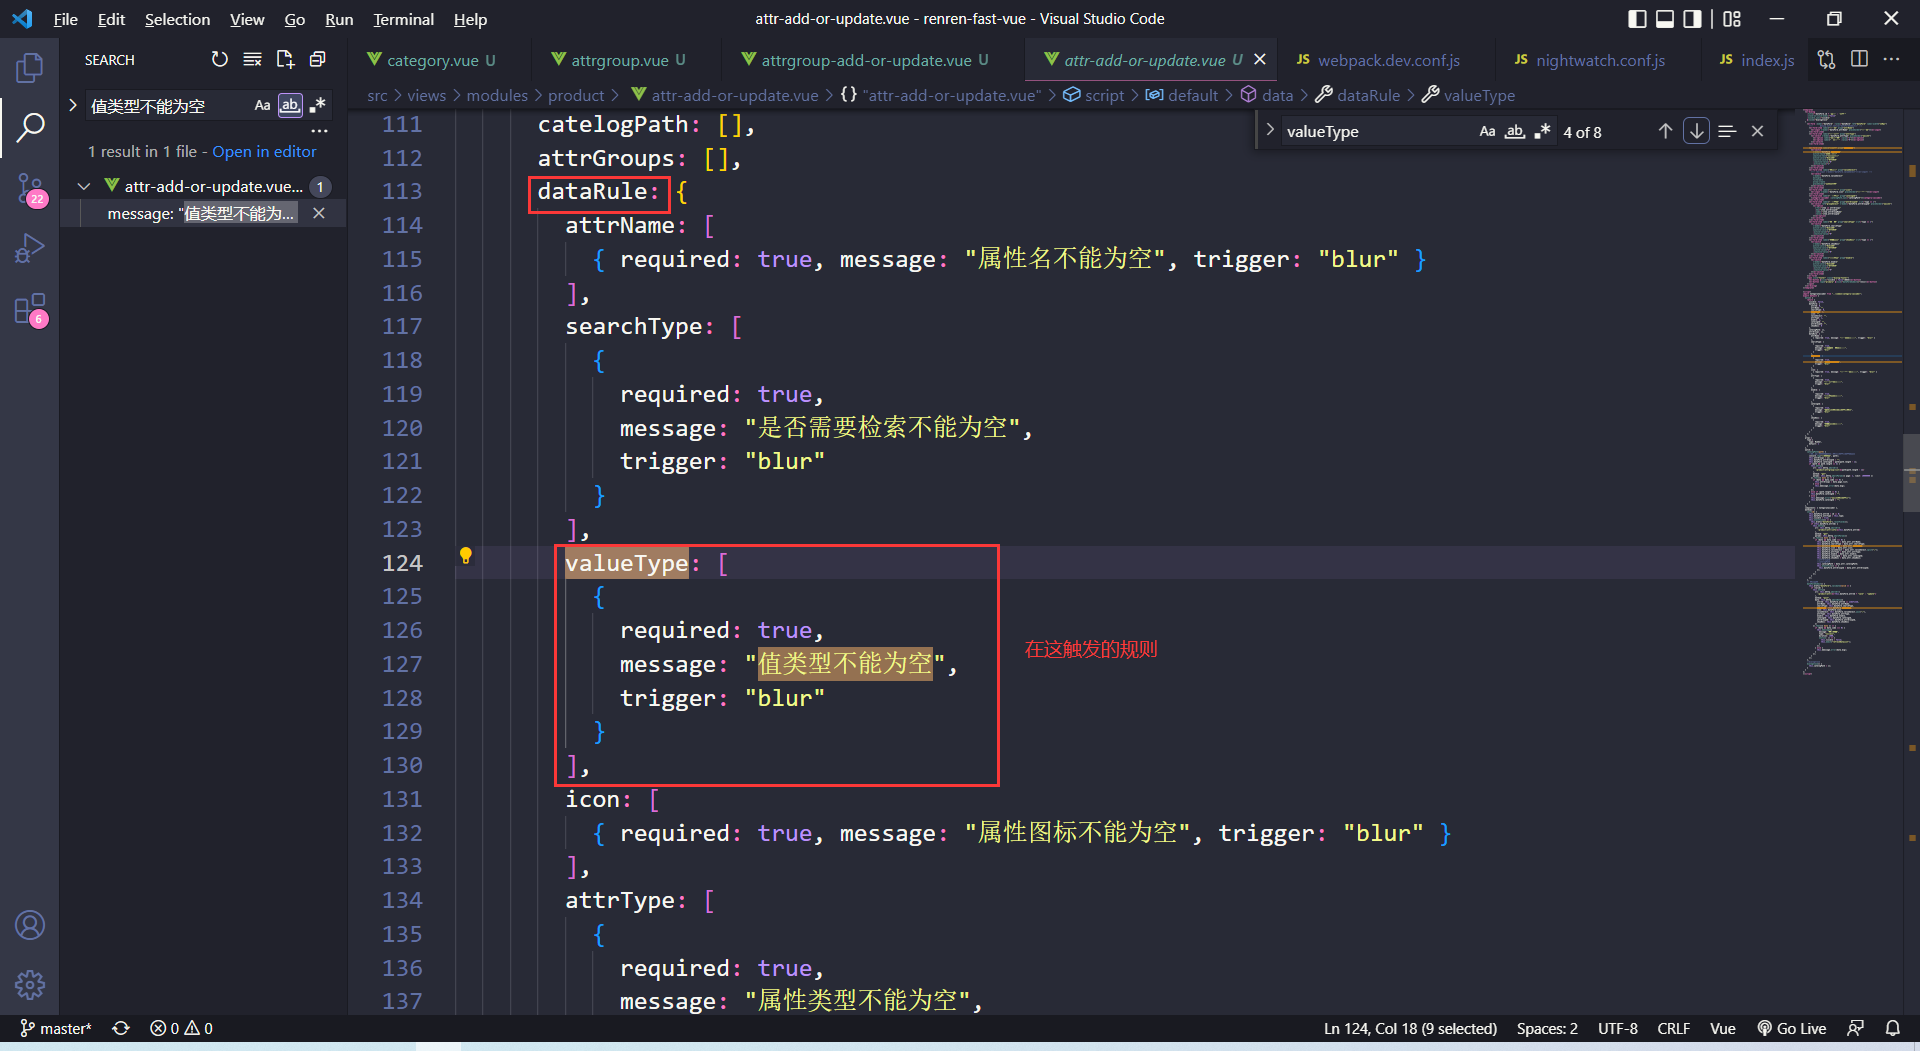 File Edit Selection View Go Run Terminal Help
attr-add-or-update.vue - renren-fast-vue - Visual Studio Code
SEARCH
值类型不能为空
Aa ab
1 result in 1 file - Open in editor
attr-add-or-update.vue... 1
message: "值类型不能为...
22
6
category.vue U
attrgroup.vue U
attrgroup-add-or-update.vue U
attr-add-or-update.vue U
JS webpack.dev.conf.js
JS nightwatch.conf.js
JS index.js
src > views > modules > product > attr-add-or-update.vue > {} "attr-add-or-update.vue" > script > default > data > dataRule > valueType
valueType Aa ab 4 of 8
111 catelogPath: [],
112 attrGroups: [],
113 dataRule: {
114 attrName: [
115 { required: true, message: "属性名不能为空", trigger: "blur" }
116 ],
117 searchType: [
118 {
119 required: true,
120 message: "是否需要检索不能为空",
121 trigger: "blur"
122 }
123 ],
124 valueType: [
125 {
126 required: true,
127 message: "值类型不能为空",
128 trigger: "blur"
129 }
130 ],
在这触发的规则
131 icon: [
132 { required: true, message: "属性图标不能为空", trigger: "blur" }
133 ],
134 attrType: [
135 {
136 required: true,
137 message: "属性类型不能为空",
master* 0 0
Ln 124, Col 18 (9 selected) Spaces: 2 UTF-8 CRLF Vue Go Live